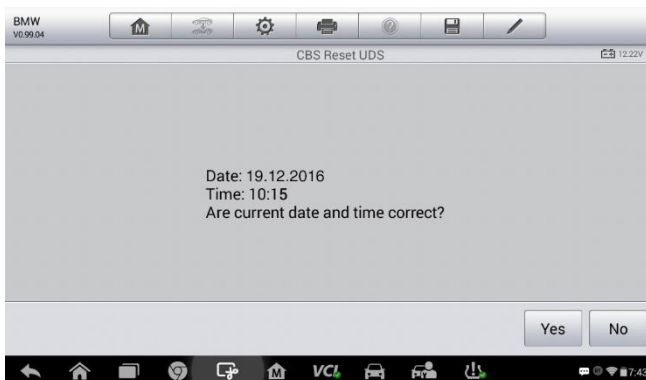 BMW
V0.99.04
M
?
CBS Reset UDS
12.22V
Date: 19.12.2016
Time: 10:15
Are current date and time correct?
Yes
No
M
VCI
7:43